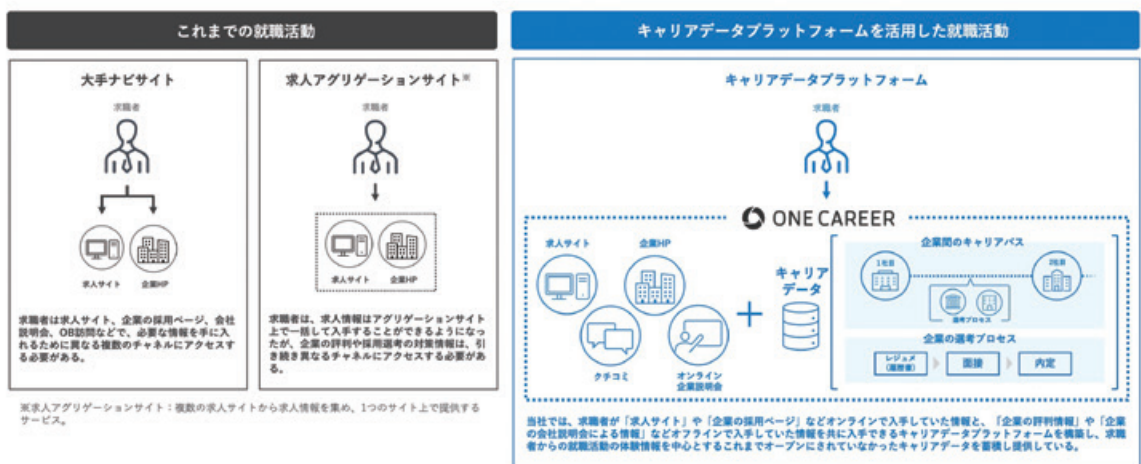 これまでの就職活動
キャリアデータプラットフォームを活用した就職活動
大手ナビサイト
求職者
求人サイト
企業HP
求職者は求人サイト、企業の採用ページ、会社
説明会、OB訪問などで、必要な情報を手に入
れるために異なる複数のチャネルにアクセスす
る必要がある。
求人アグリゲーションサイト※
求職者
求人サイト
企業HP
求職者は、求人情報はアグリゲーションサイト
上で一括して入手することができるようになっ
たが、企業の評判や採用選考の対策情報は、引
き続き異なるチャネルにアクセスする必要があ
る。
※求人アグリゲーションサイト：複数の求人サイトから求人情報を集め、1つのサイト上で提供する
サービス。
キャリアデータプラットフォーム
求職者
ONE CAREER
求人サイト
企業HP
クチコミ
オンライン
企業説明会
キャリア
データ
企業間のキャリアパス
1社目
2社目
選考プロセス
企業の選考プロセス
レジュメ
(履歴書)
面接
内定
当社では、求職者が「求人サイト」や「企業の採用ページ」などオンラインで入手していた情報と、「企業の評判情報」や「企業
の会社説明会による情報」などオフラインで入手していた情報を共に入手できるキャリアデータプラットフォームを構築し、求職
者からの就職活動の体験情報を中心とするこれまでオープンにされていなかったキャリアデータを蓄積し提供している。